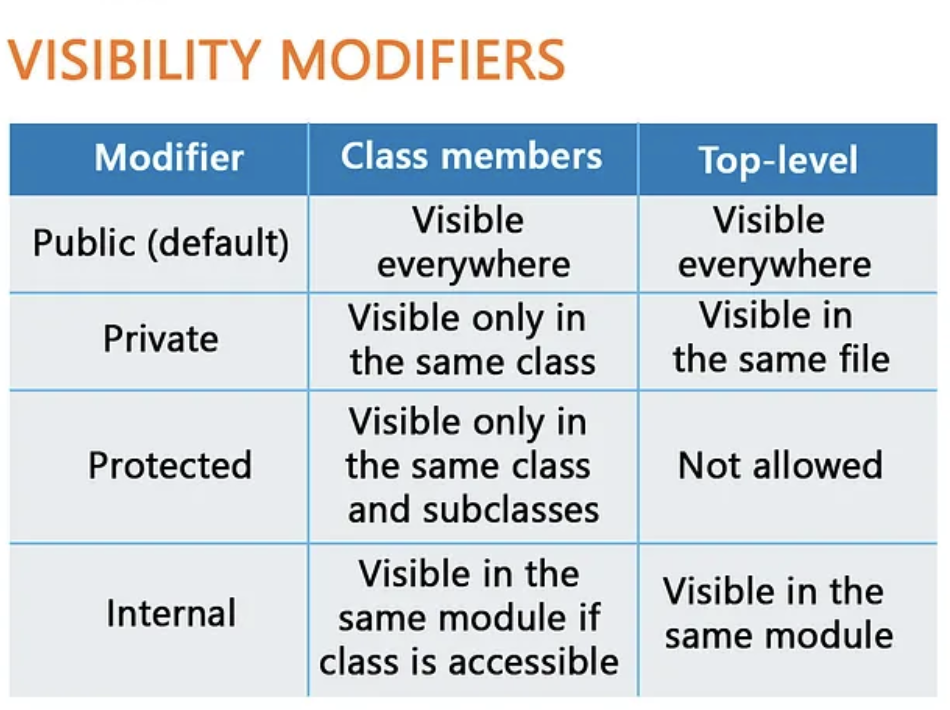 VISIBILITY MODIFIERS
Modifier
Class members
Top-level
Public (default)
Visible
everywhere
Visible
everywhere
Private
Visible only in
the same class
Visible in
the same file
Protected
Visible only in
the same class
and subclasses
Not allowed
Internal
Visible in the
same module if
class is accessible
Visible in the
same module